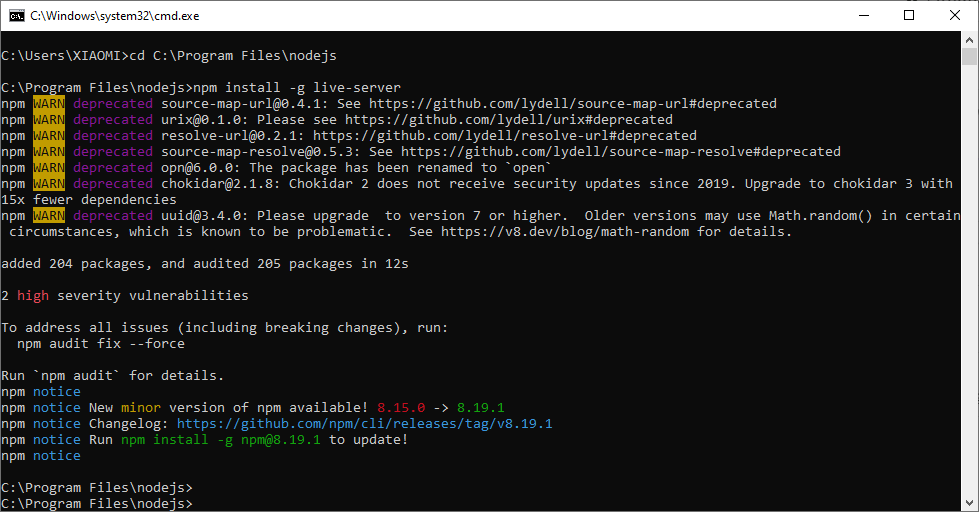 C:\Windows\system32\cmd.exe
C:\Users\XIAOMI>cd C:\Program Files\nodejs
C:\Program Files\nodejs>npm install -g live-server
npm WARN deprecated source-map-url@0.4.1: See https://github.com/lydell/source-map-url#deprecated
npm WARN deprecated urix@0.1.0: Please see https://github.com/lydell/urix#deprecated
npm WARN deprecated resolve-url@0.2.1: https://github.com/lydell/resolve-url#deprecated
npm WARN deprecated source-map-resolve@0.5.3: See https://github.com/lydell/source-map-resolve#deprecated
npm WARN deprecated opn@6.0.0: The package has been renamed to `open`
npm WARN deprecated chokidar@2.1.8: Chokidar 2 does not receive security updates since 2019. Upgrade to chokidar 3 with
15x fewer dependencies
npm WARN deprecated uuid@3.4.0: Please upgrade  to version 7 or higher.  Older versions may use Math.random() in certain
 circumstances, which is known to be problematic.  See https://v8.dev/blog/math-random for details.
added 204 packages, and audited 205 packages in 12s
2 high severity vulnerabilities
To address all issues (including breaking changes), run:
  npm audit fix --force
Run `npm audit` for details.
npm notice
npm notice New minor version of npm available! 8.15.0 -> 8.19.1
npm notice Changelog: https://github.com/npm/cli/releases/tag/v8.19.1
npm notice Run npm install -g npm@8.19.1 to update!
npm notice
C:\Program Files\nodejs>
C:\Program Files\nodejs>